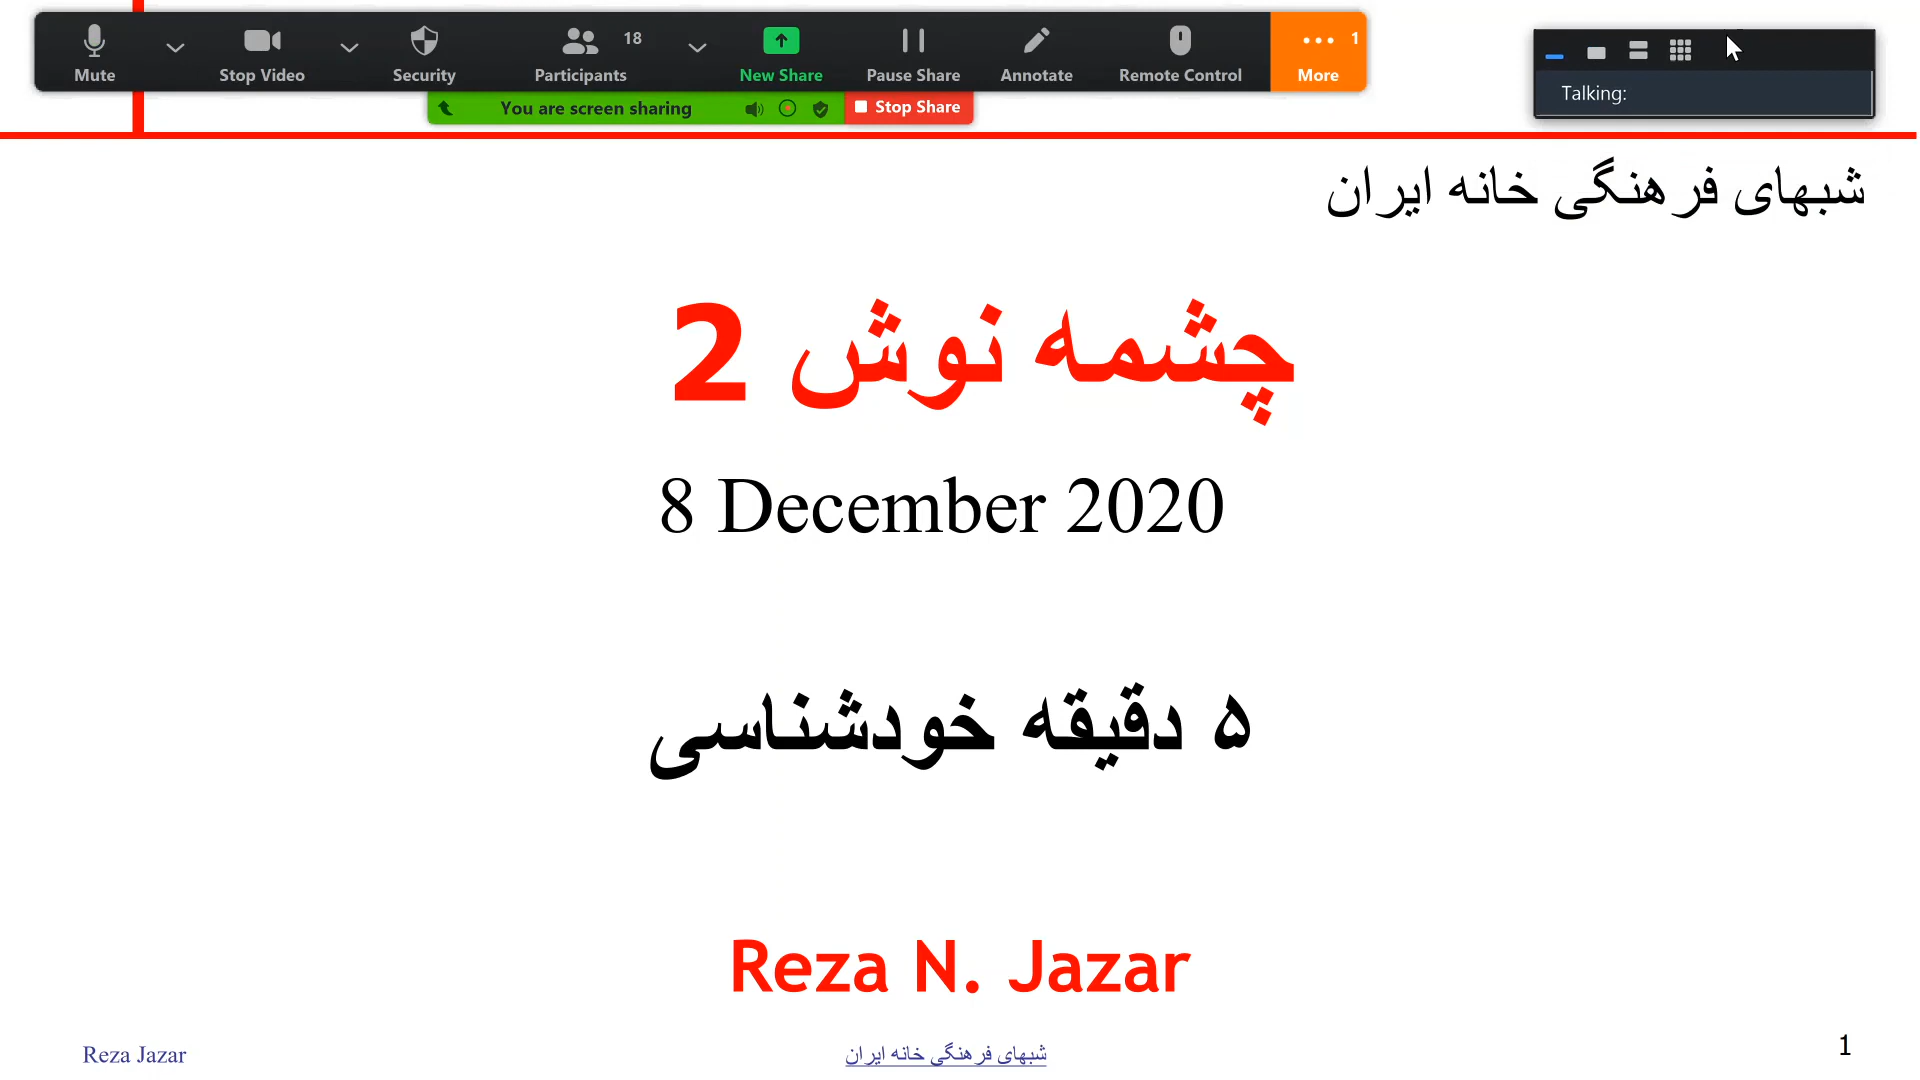 Mute
Stop Video
Security
Participants 18
New Share
Pause Share
Annotate
Remote Control
More 1
You are screen sharing
Stop Share
Talking:
شبهای فرهنگی خانه ایران
چشمه نوش 2
8 December 2020
۵ دقیقه خودشناسی
Reza N. Jazar
Reza Jazar
شبهای فرهنگی خانه ایران
1